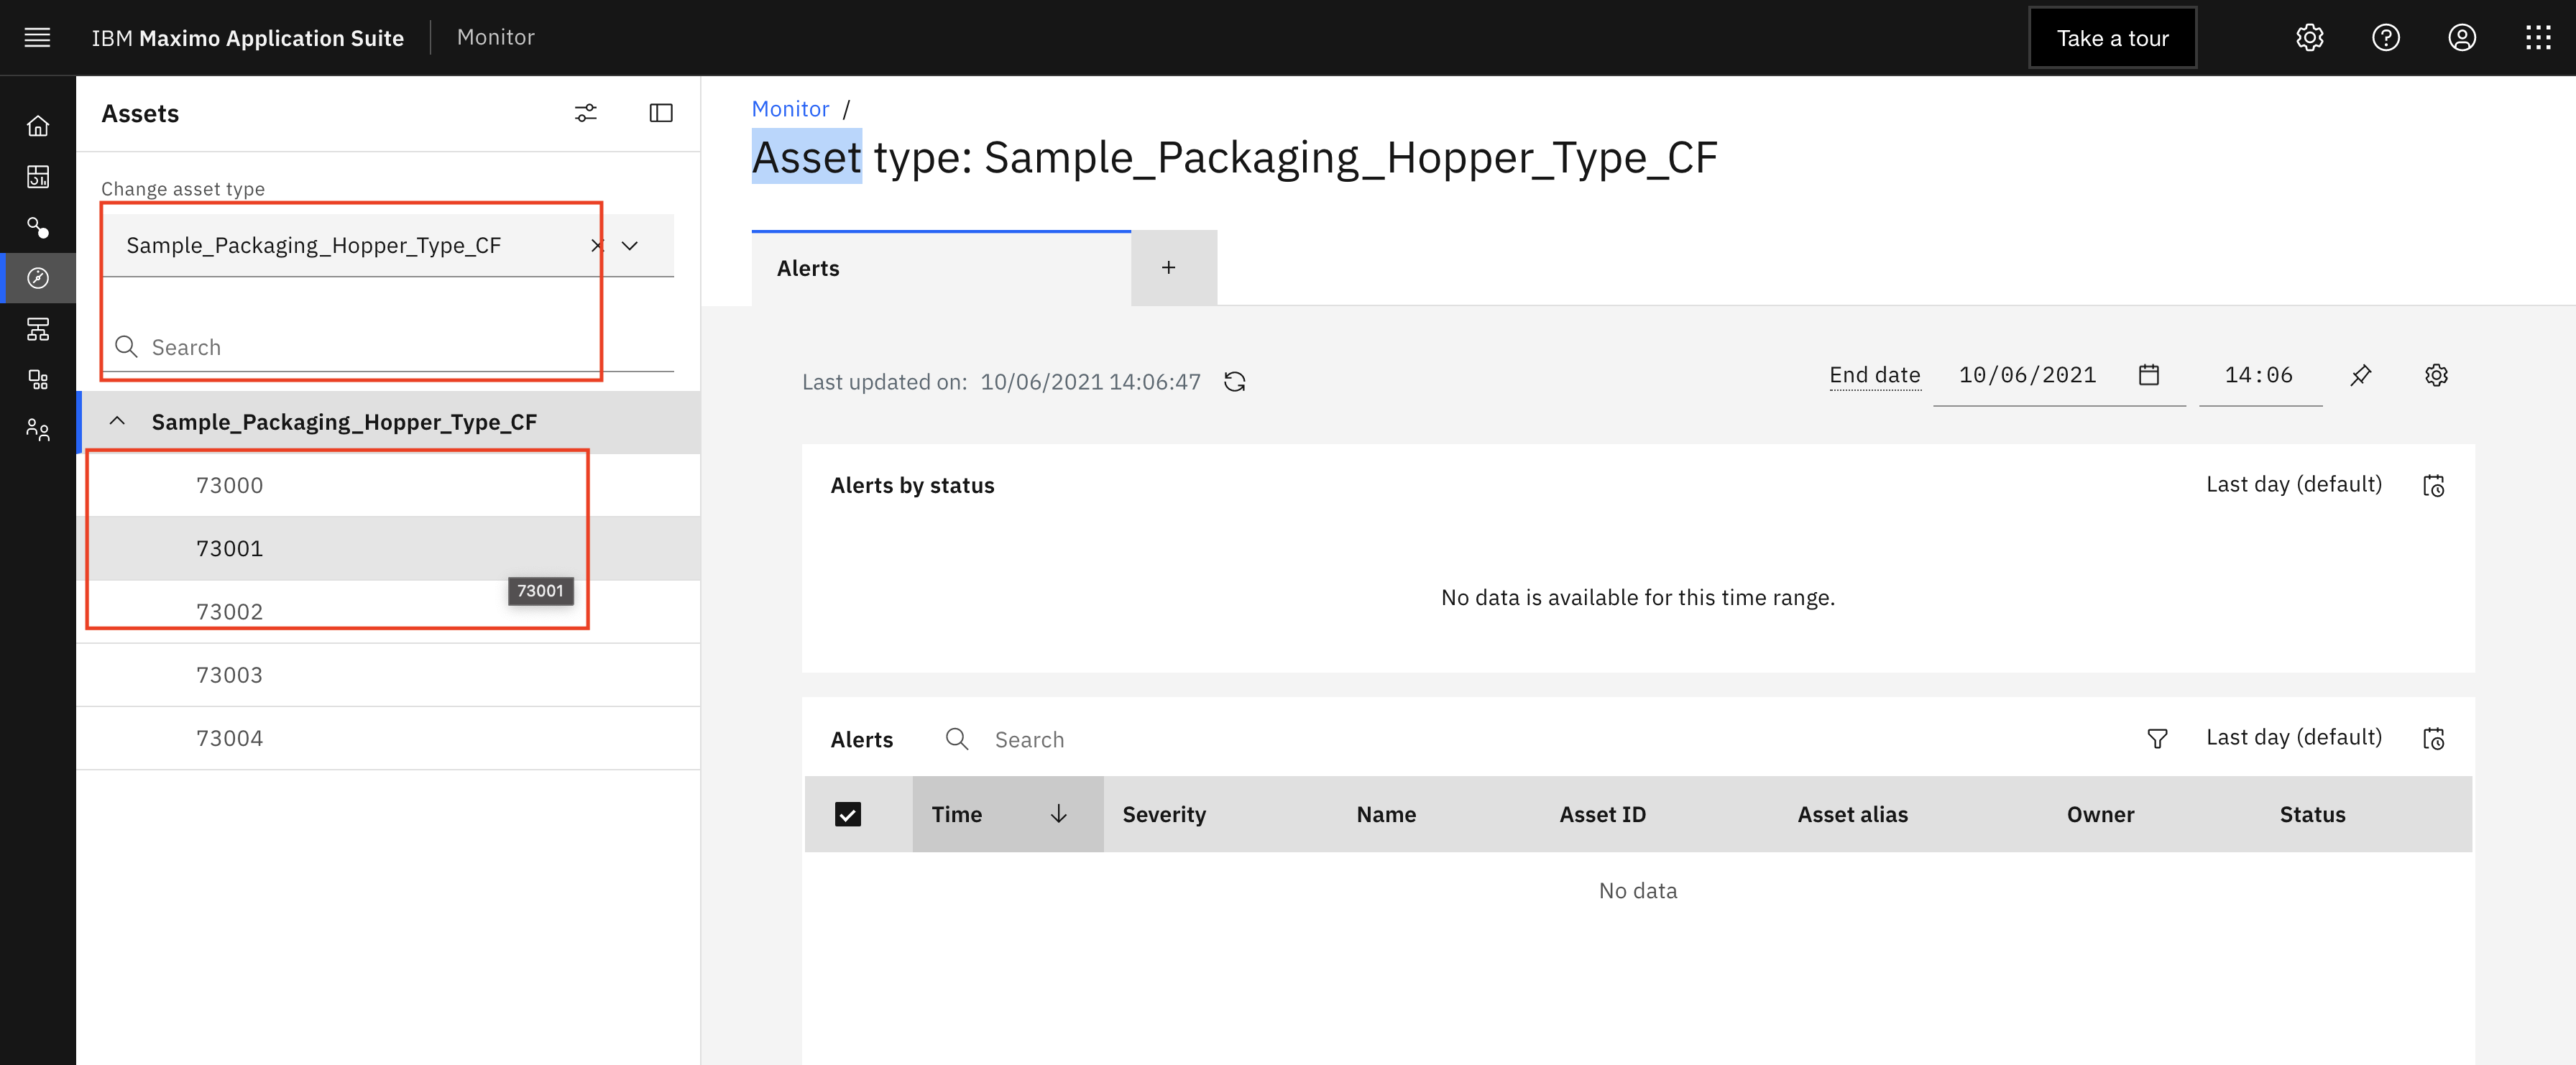 IBM Maximo Application Suite Monitor Take a tour
Assets
Change asset type
Sample_Packaging_Hopper_Type_CF
Search
Sample_Packaging_Hopper_Type_CF
73000
73001
73001
73002
73003
73004
Monitor /
Asset type: Sample_Packaging_Hopper_Type_CF
Alerts +
Last updated on: 10/06/2021 14:06:47 End date 10/06/2021 14:06
Alerts by status Last day (default)
No data is available for this time range.
Alerts Search Last day (default)
Time Severity Name Asset ID Asset alias Owner Status
No data